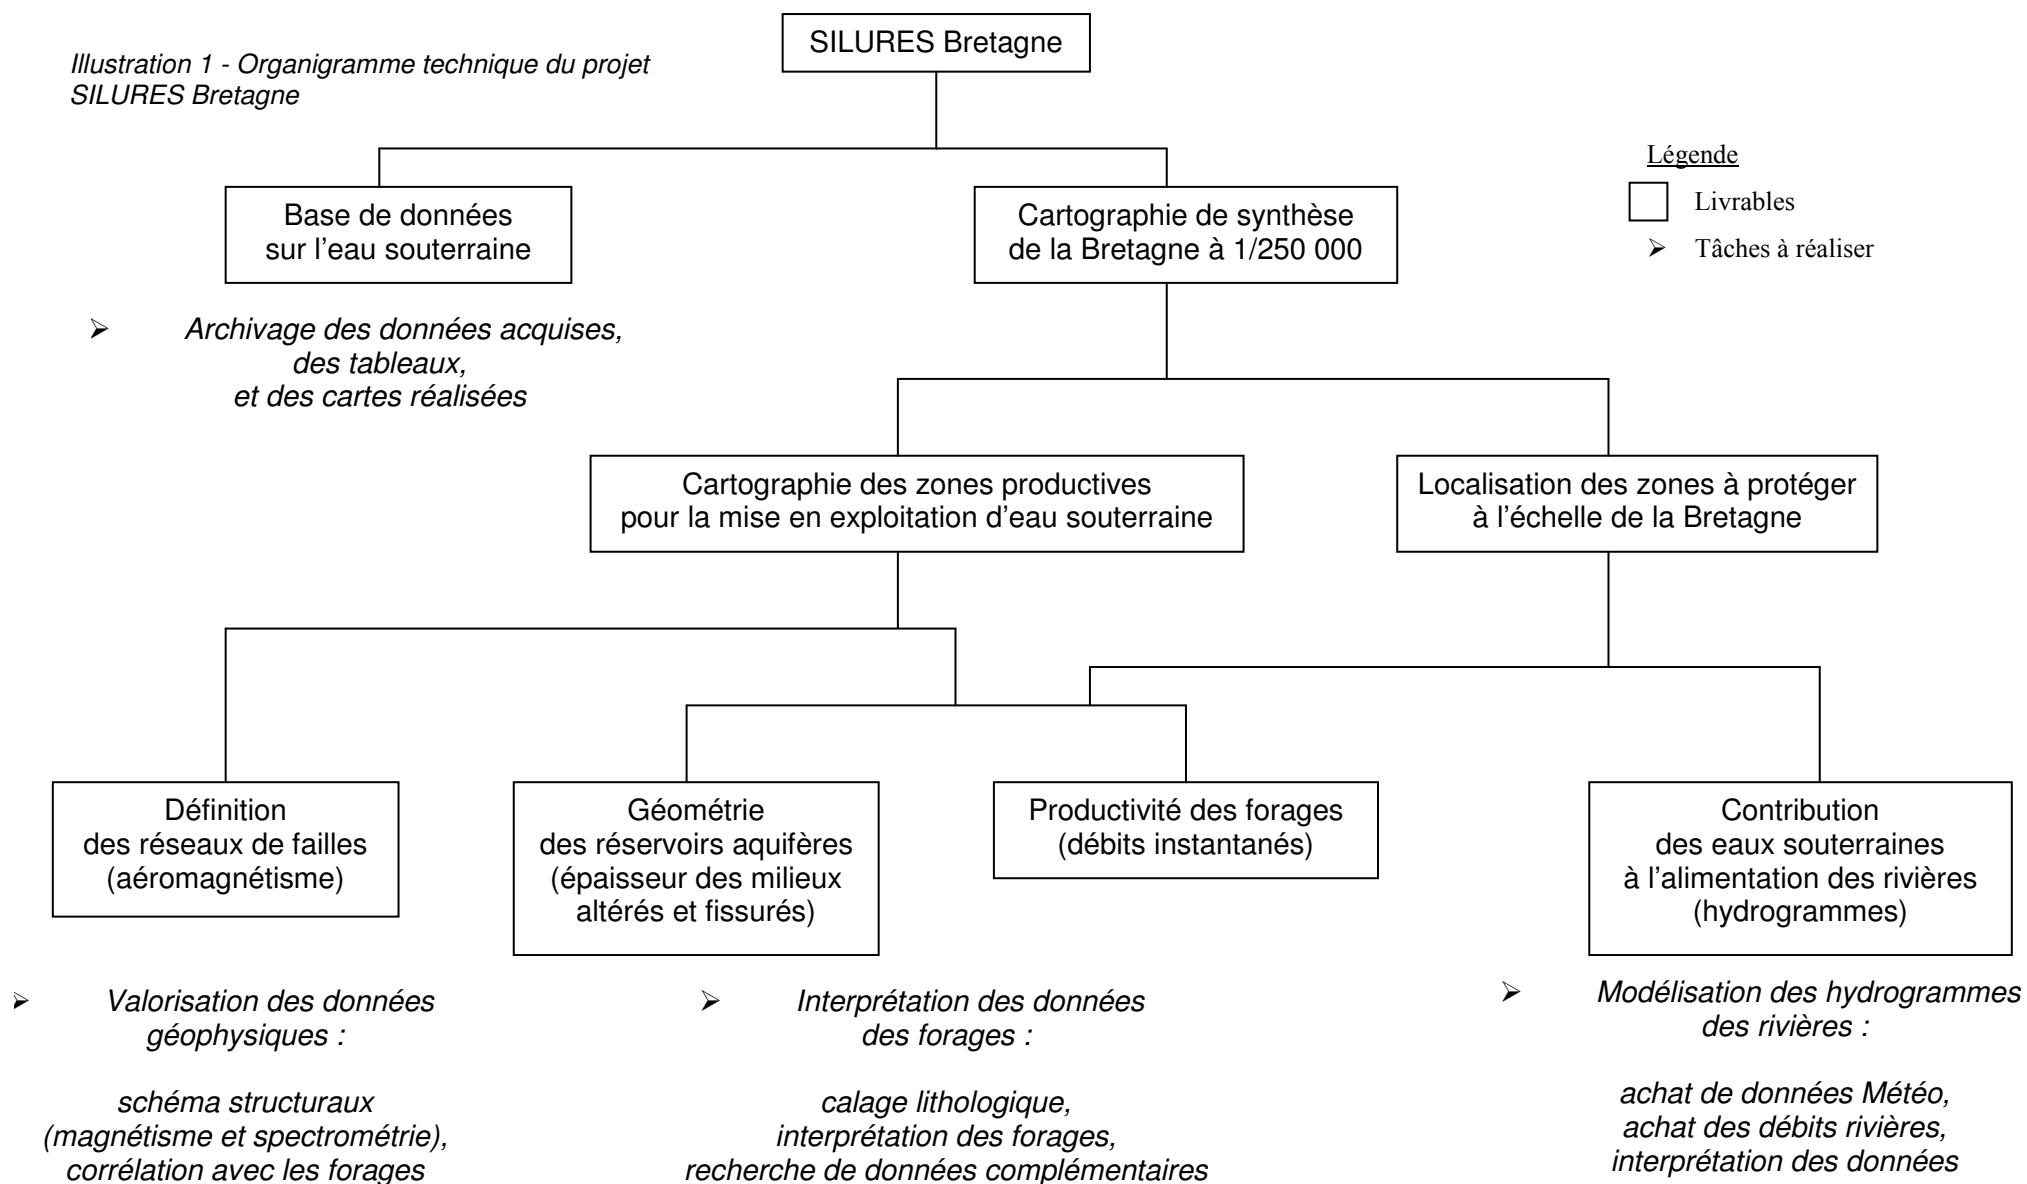 SILURES Bretagne
Illustration 1 - Organigramme technique du projet
SILURES Bretagne
Légende
Livrables
➢ Tâches à réaliser
Base de données
sur l'eau souterraine
Cartographie de synthèse
de la Bretagne à 1/250 000
➢ Archivage des données acquises,
des tableaux,
et des cartes réalisées
Cartographie des zones productives
pour la mise en exploitation d'eau souterraine
Localisation des zones à protéger
à l'échelle de la Bretagne
Définition
des réseaux de failles
(aéromagnétisme)
Géométrie
des réservoirs aquifères
(épaisseur des milieux
altérés et fissurés)
Productivité des forages
(débits instantanés)
Contribution
des eaux souterraines
à l'alimentation des rivières
(hydrogrammes)
➢ Valorisation des données
géophysiques :
schéma structuraux
(magnétisme et spectrométrie),
corrélation avec les forages
➢ Interprétation des données
des forages :
calage lithologique,
interprétation des forages,
recherche de données complémentaires
➢ Modélisation des hydrogrammes
des rivières :
achat de données Météo,
achat des débits rivières,
interprétation des données